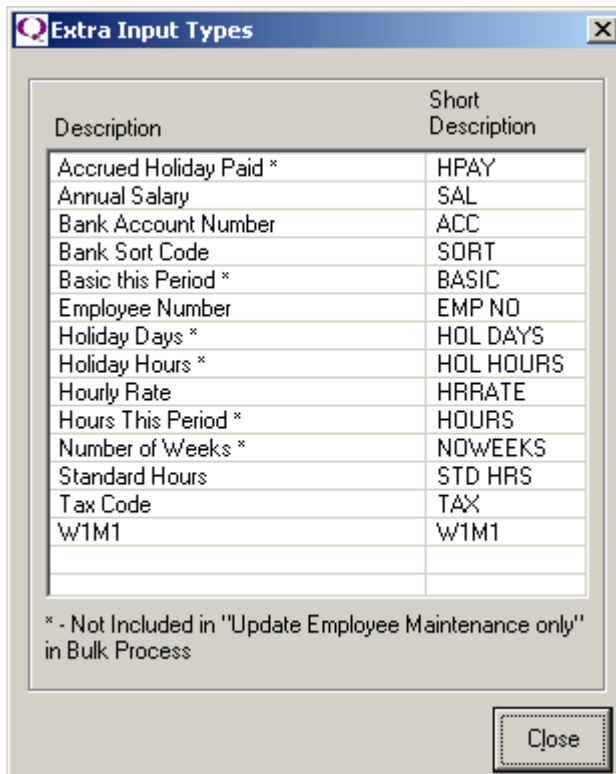 Q Extra Input Types
Description Short Description
Accrued Holiday Paid * HPAY
Annual Salary SAL
Bank Account Number ACC
Bank Sort Code SORT
Basic this Period * BASIC
Employee Number EMP NO
Holiday Days * HOL DAYS
Holiday Hours * HOL HOURS
Hourly Rate HRRATE
Hours This Period * HOURS
Number of Weeks * NOWEEKS
Standard Hours STD HRS
Tax Code TAX
W1M1 W1M1
* - Not Included in "Update Employee Maintenance only"
in Bulk Process
Close